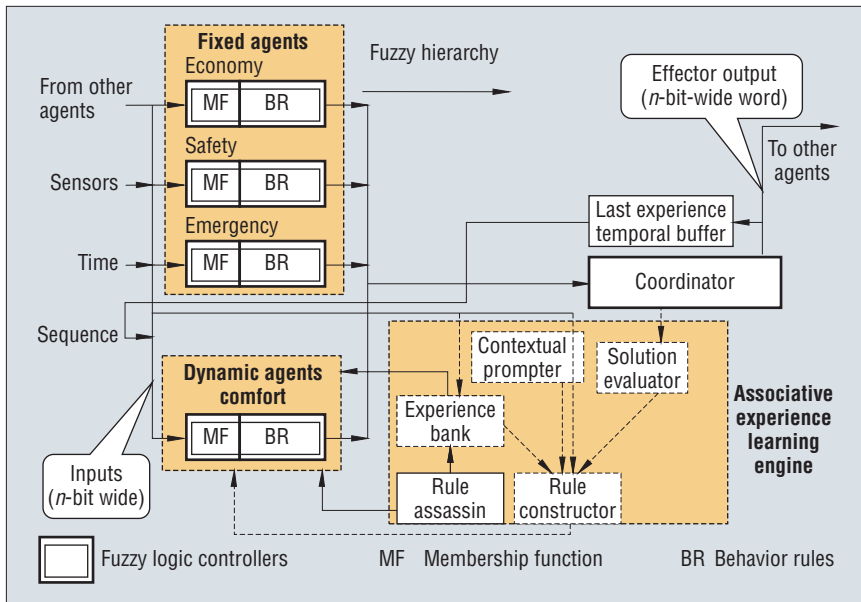 Fixed agents
Economy
MF BR
Safety
MF BR
Emergency
MF BR
From other
agents
Sensors
Time
Sequence
Fuzzy hierarchy
Effector output
(n-bit-wide word)
To other
agents
Last experience
temporal buffer
Coordinator
Dynamic agents
comfort
MF BR
Inputs
(n-bit wide)
Contextual
prompter
Solution
evaluator
Experience
bank
Rule
assassin
Rule
constructor
Associative
experience
learning
engine
Fuzzy logic controllers
MF Membership function
BR Behavior rules